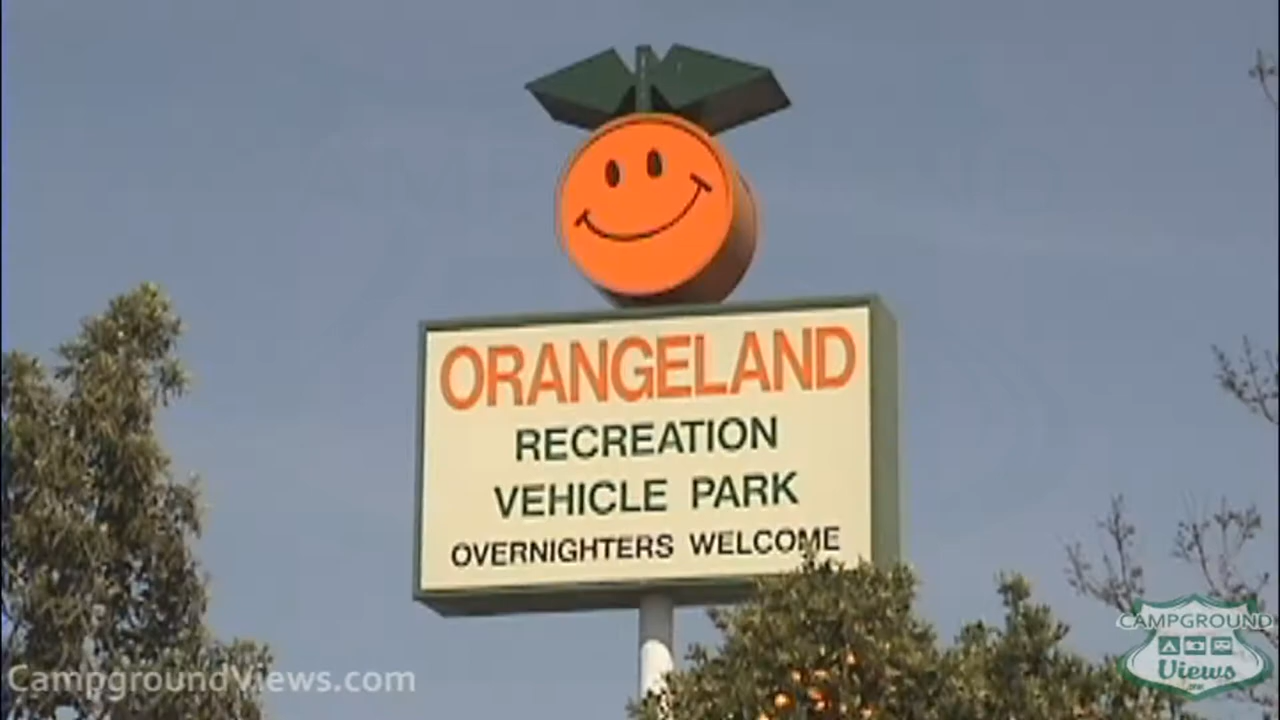 ORANGELAND
RECREATION
VEHICLE PARK
OVERNIGHTERS WELCOME
CampgroundViews.com
CAMPGROUND
Views